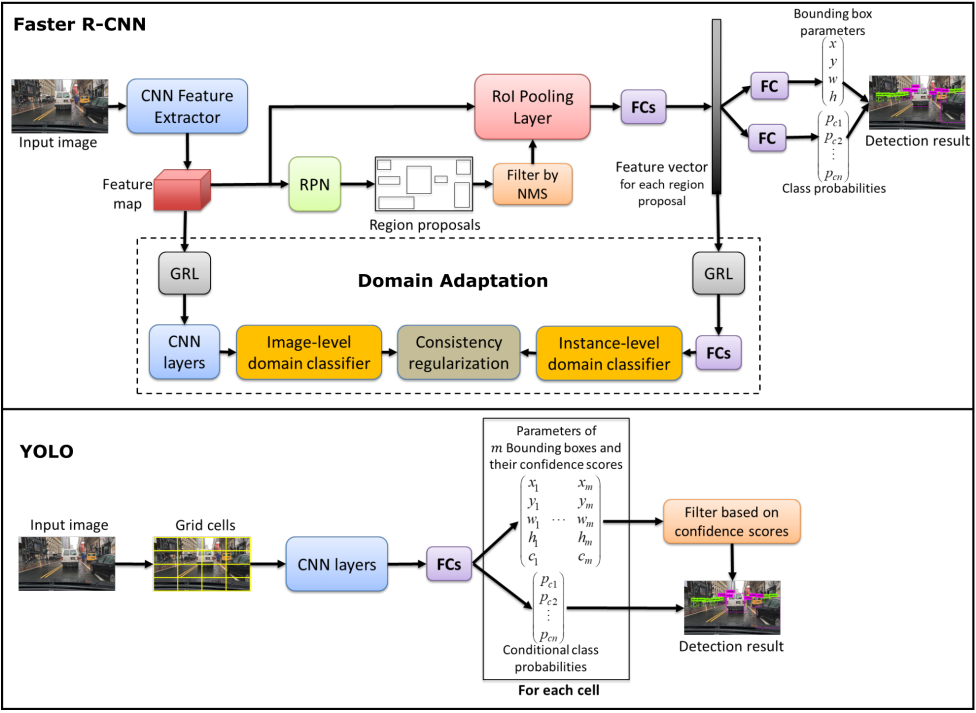 Faster R-CNN
Input image
CNN Feature
Extractor
Feature
map
RPN
Region proposals
Filter by
NMS
RoI Pooling
Layer
FCs
Feature vector
for each region
proposal
FC
FC
Bounding box
parameters
x
y
w
h
p_c1
p_c2
⋮
p_cn
Class probabilities
Detection result
Domain Adaptation
GRL
CNN
layers
Image-level
domain classifier
Consistency
regularization
Instance-level
domain classifier
FCs
GRL
YOLO
Input image
Grid cells
CNN layers
FCs
Parameters of
m Bounding boxes and
their confidence scores
x_1 x_m
y_1 y_m
w_1 ⋯ w_m
h_1 h_m
c_1 c_m
p_c1
p_c2
⋮
p_cn
Conditional class
probabilities
For each cell
Filter based on
confidence scores
Detection result